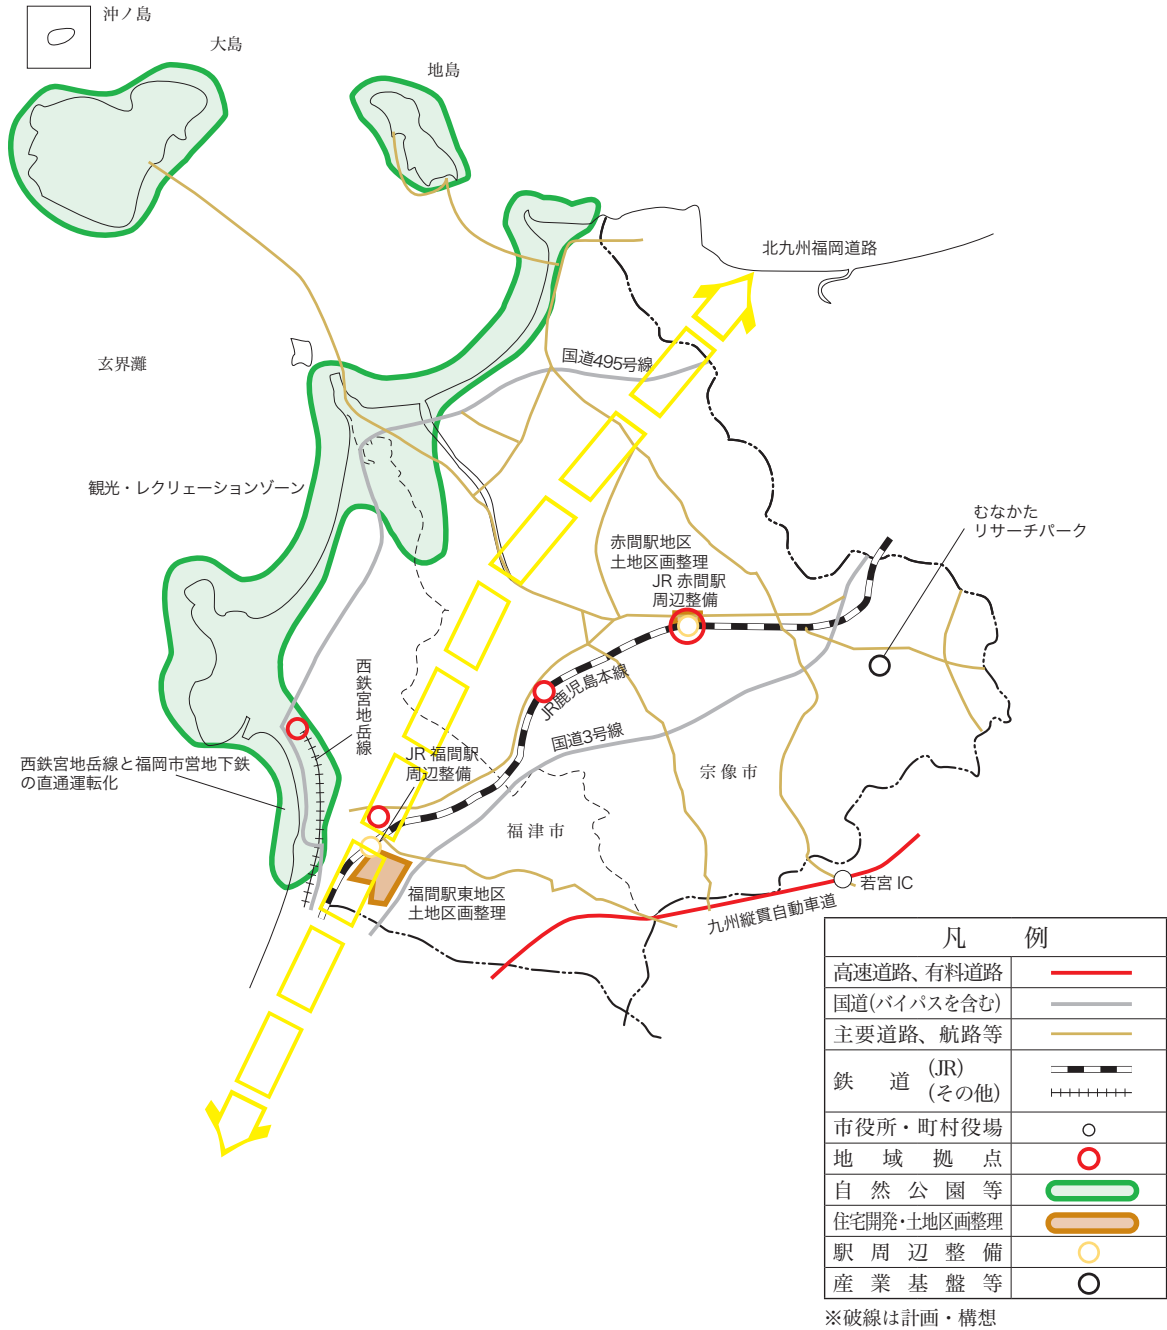 沖ノ島
大島
地島
北九州福岡道路
玄界灘
国道495号線
観光・レクリェーションゾーン
むなかた
リサーチパーク
赤間駅地区
土地区画整理
JR 赤間駅
周辺整備
西鉄宮地岳線
JR鹿児島本線
国道3号線
JR 福間駅
周辺整備
西鉄宮地岳線と福岡市営地下鉄
の直通運転化
宗像市
福津市
若宮 IC
福間駅東地区
土地区画整理
九州縦貫自動車道
凡　例
高速道路、有料道路
国道(バイパスを含む)
主要道路、航路等
鉄　道 (JR)
(その他)
市役所・町村役場
地域拠点
自然公園等
住宅開発・土地区画整理
駅周辺整備
産業基盤等
※破線は計画・構想